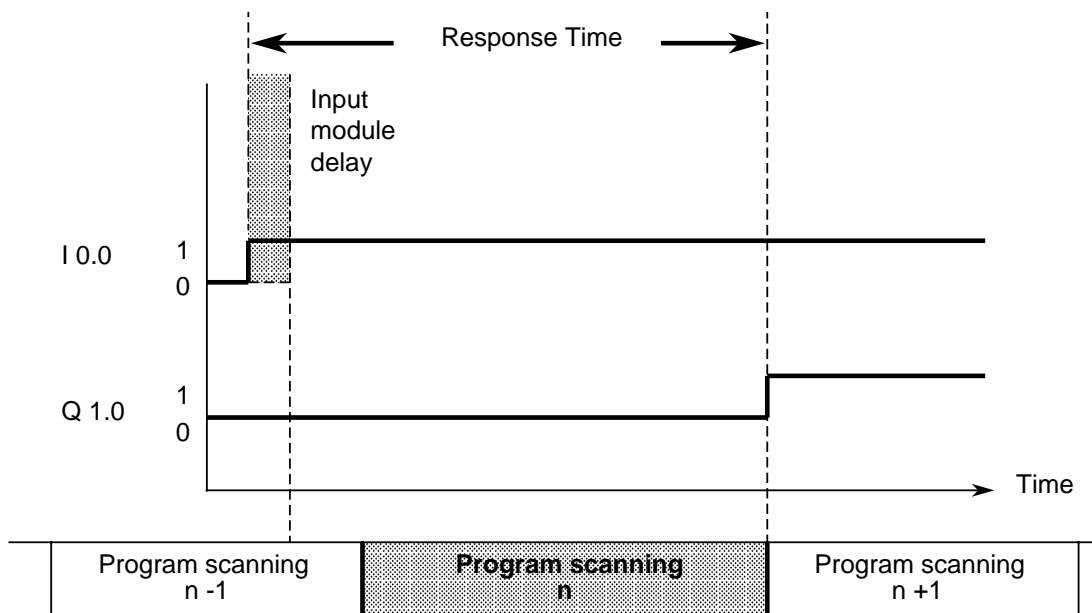 Response Time
Input
module
delay
I 0.0
1
0
Q 1.0
1
0
Time
Program scanning
n -1
Program scanning
n
Program scanning
n +1